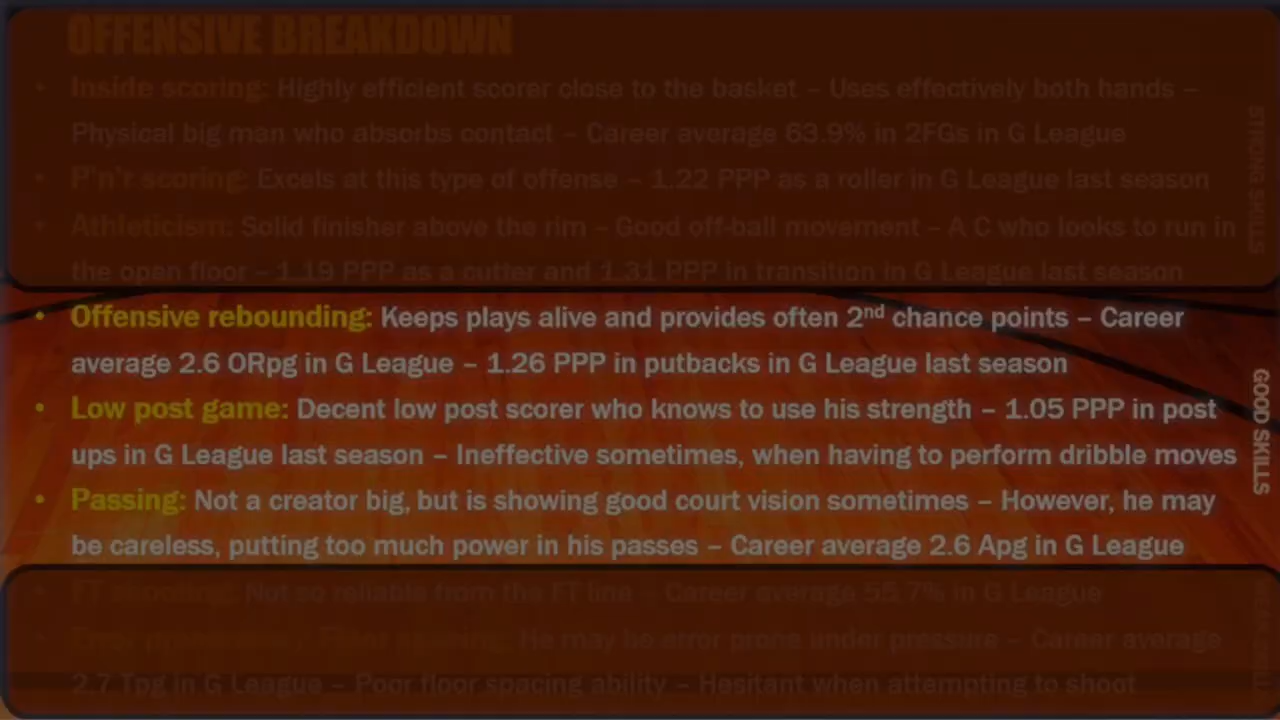 OFFENSIVE BREAKDOWN
• Inside scoring: Highly efficient scorer close to the basket – Uses effectively both hands –
Physical big man who absorbs contact – Career average 63.9% in 2FGs in G League
• P'n'r scoring: Excels at this type of offense – 1.22 PPP as a roller in G League last season
• Athleticism: Solid finisher above the rim – Good off-ball movement – A C who looks to run in
the open floor – 1.19 PPP as a cutter and 1.31 PPP in transition in G League last season
STRONG SKILLS
• Offensive rebounding: Keeps plays alive and provides often 2nd chance points – Career
average 2.6 ORpg in G League – 1.26 PPP in putbacks in G League last season
• Low post game: Decent low post scorer who knows to use his strength – 1.05 PPP in post
ups in G League last season – Ineffective sometimes, when having to perform dribble moves
• Passing: Not a creator big, but is showing good court vision sometimes – However, he may
be careless, putting too much power in his passes – Career average 2.6 Apg in G League
GOOD SKILLS
• FT shooting: Not so reliable from the FT line – Career average 55.7% in G League
• He may be error prone under pressure – Career average
2.7 Tpg in G League – Poor floor spacing ability – Hesitant when attempting to shoot